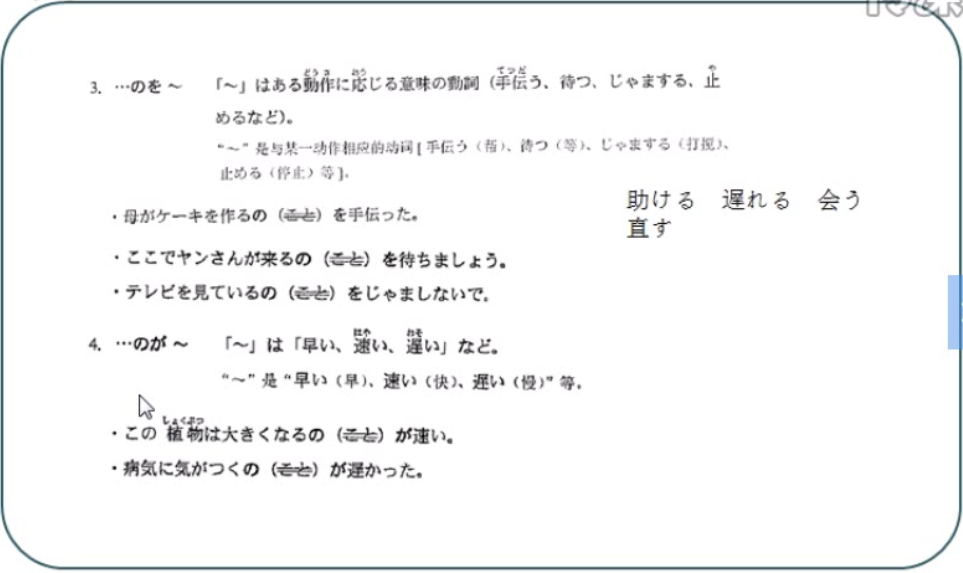 3. …のを ～ 「～」はある動作に応じる意味の動詞（手伝う、待つ、じゃまする、止
めるなど）。
“～” 是与某一动作相应的动词 [ 手伝う（帮）、待つ（等）、じゃまする（打搅）、
止める（停止）等 ]。
助ける 遅れる 会う
直す
・母がケーキを作るの（こと）を手伝った。
・ここでヤンさんが来るの（こと）を待ちましょう。
・テレビを見ているの（こと）をじゃましないで。
4. …のが ～ 「～」は「早い、速い、遅い」など。
“～” 是 “早い（早）、速い（快）、遅い（慢）” 等。
・この 植物は大きくなるの（こと）が速い。
・病気に気がつくの（こと）が遅かった。